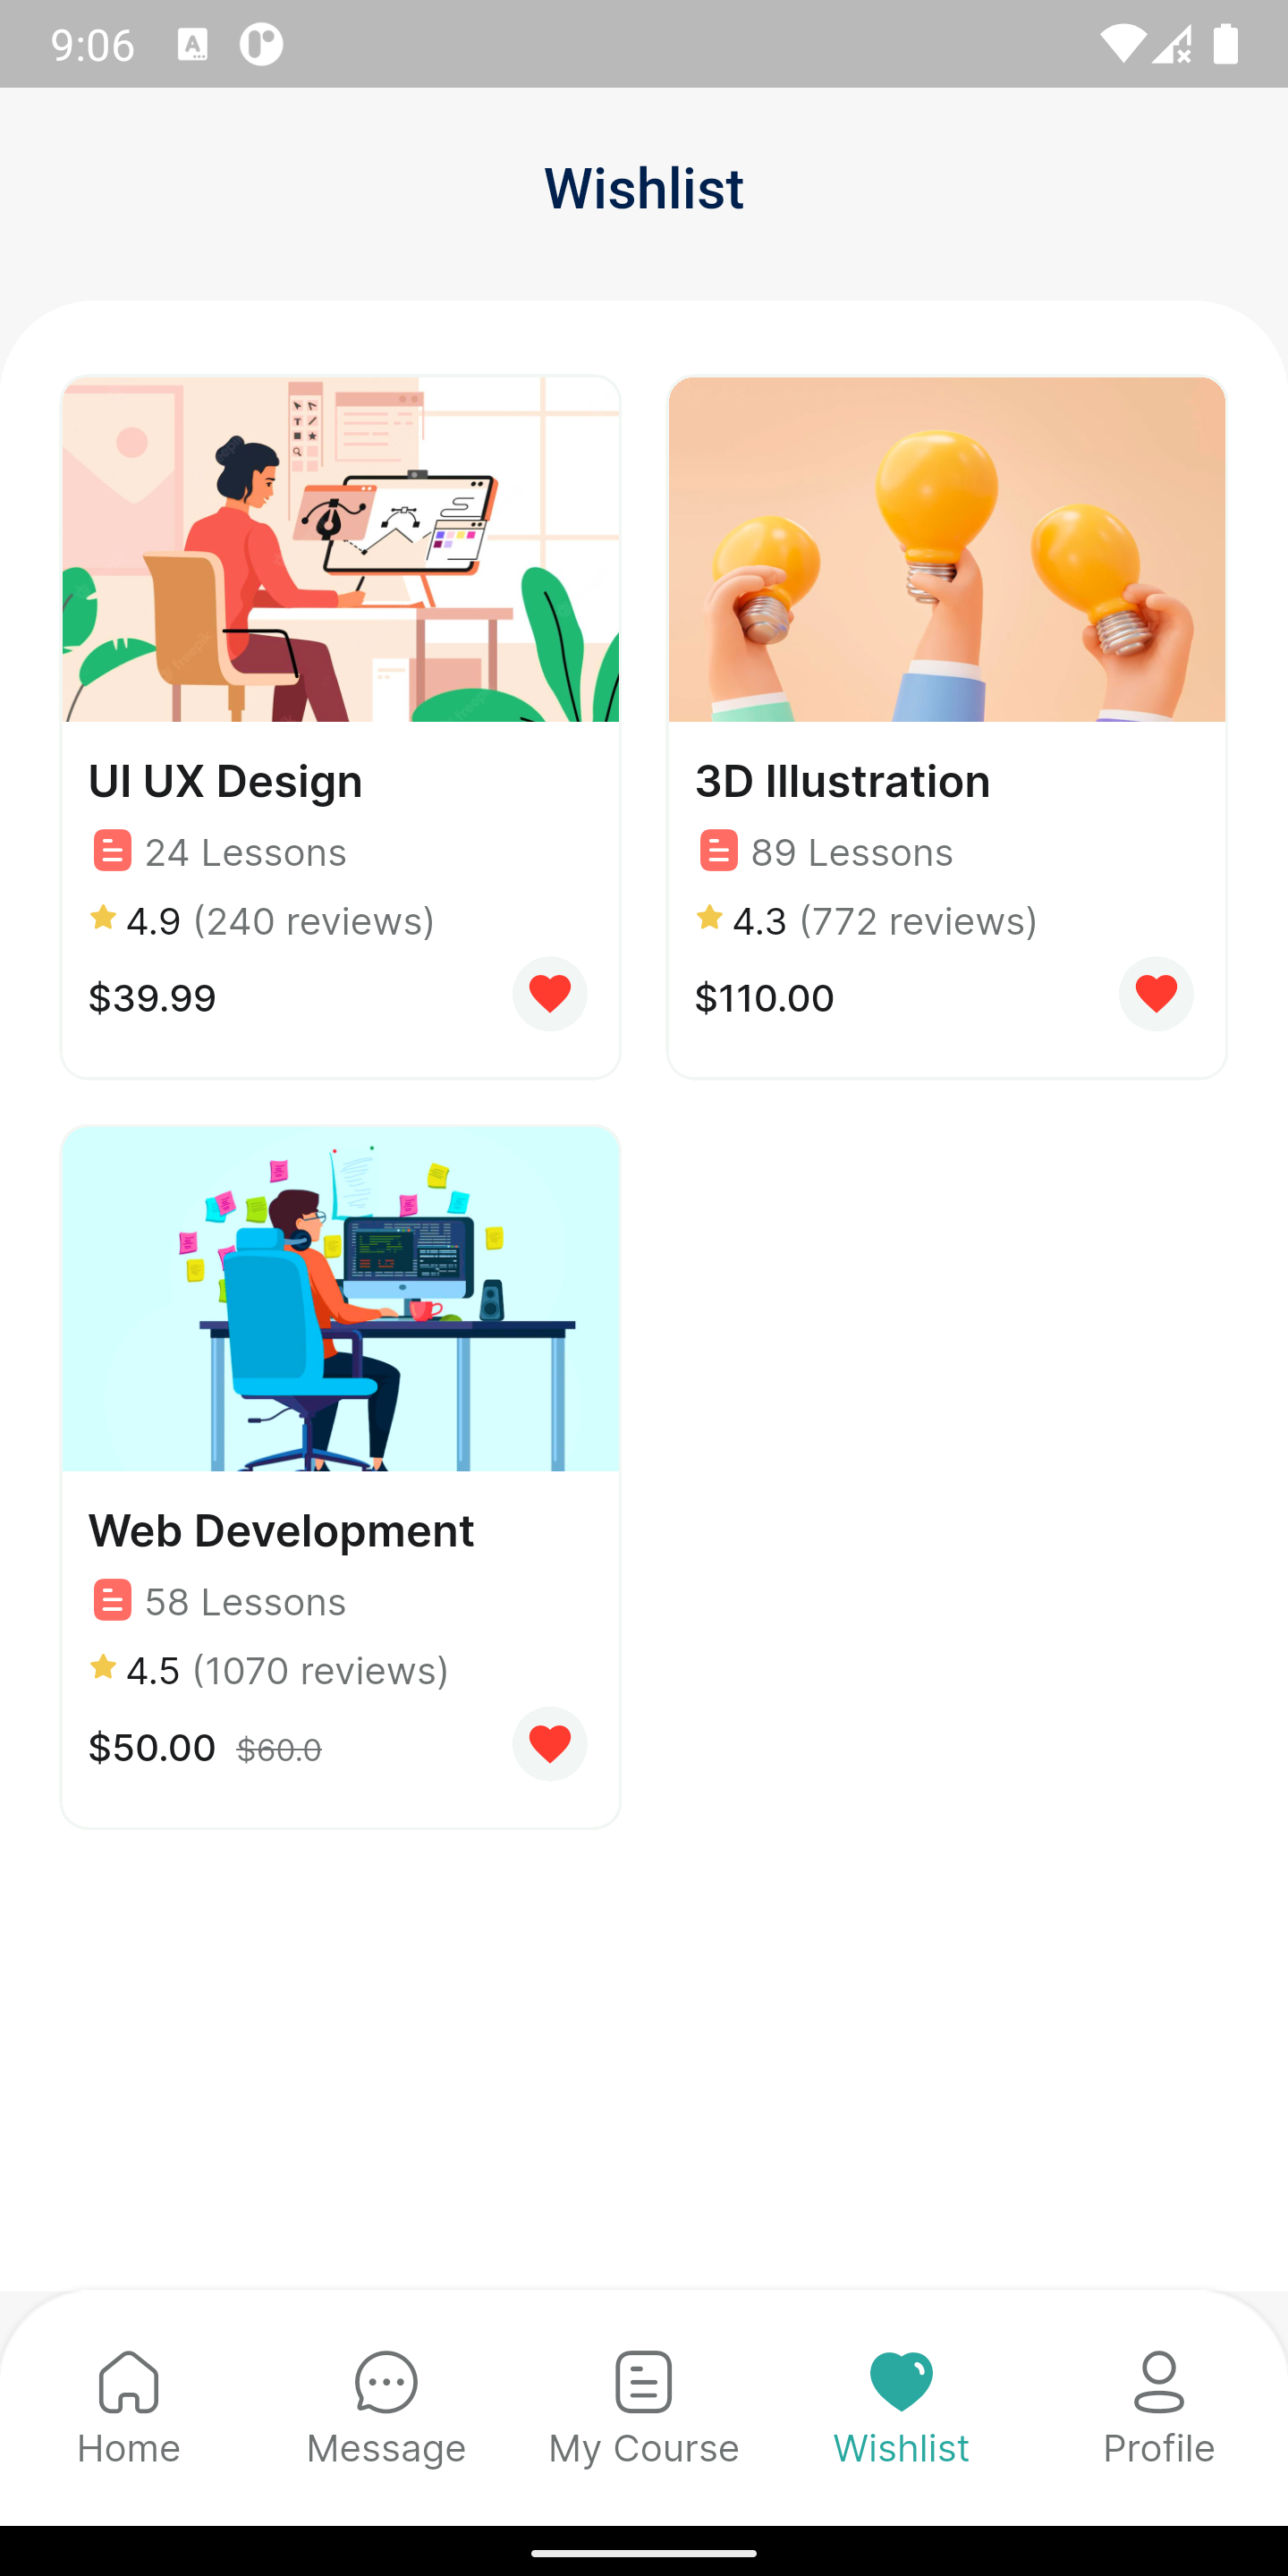 9:06
Wishlist
UI UX Design
24 Lessons
4.9 (240 reviews)
$39.99
3D Illustration
89 Lessons
4.3 (772 reviews)
$110.00
Web Development
58 Lessons
4.5 (1070 reviews)
$50.00 $60.0
Home
Message
My Course
Wishlist
Profile